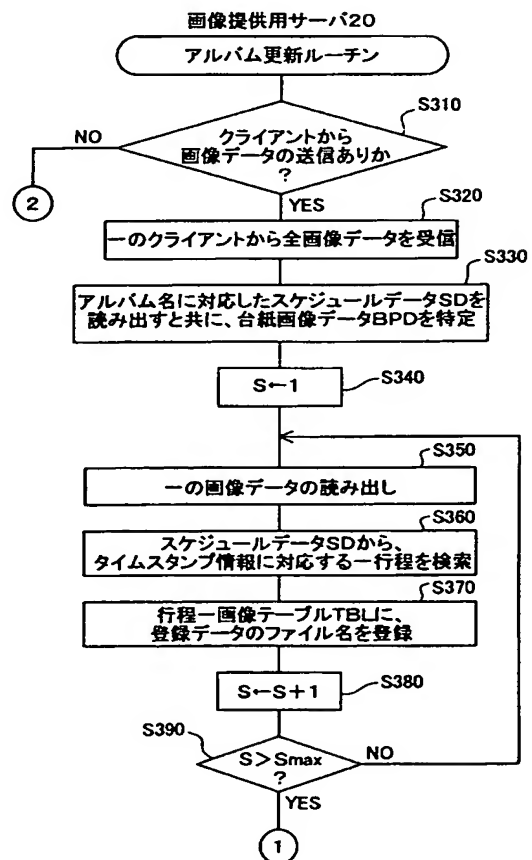 画像提供用サーバ20
アルバム更新ルーチン
S310
クライアントから
画像データの送信ありか
?
NO
2
YES
S320
一のクライアントから全画像データを受信
S330
アルバム名に対応したスケジュールデータSDを
読み出すと共に、台紙画像データBPDを特定
S←1
S340
S350
一の画像データの読み出し
S360
スケジュールデータSDから、
タイムスタンプ情報に対応する一行程を検索
S370
行程ー画像テーブルTBLに、
登録データのファイル名を登録
S←S+1
S380
S390
S>Smax
?
NO
YES
1